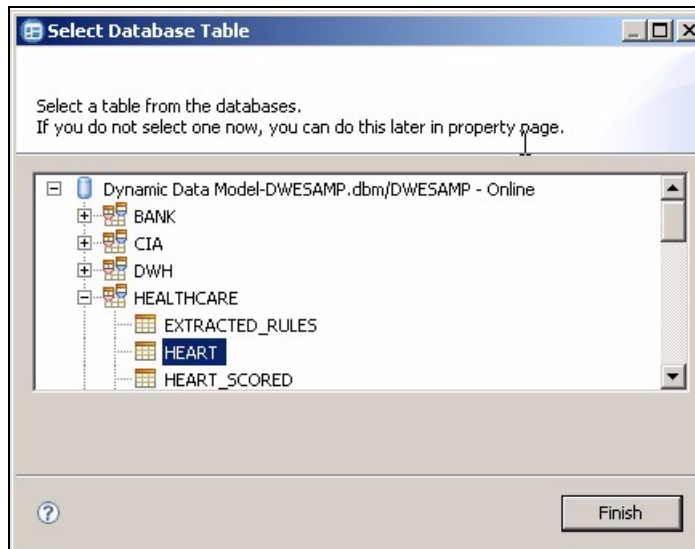 Select Database Table
Select a table from the databases.
If you do not select one now, you can do this later in property page.
Dynamic Data Model-DWESAMP.dbm/DWESAMP - Online
BANK
CIA
DWH
HEALTHCARE
EXTRACTED_RULES
HEART
HEART_SCORED
Finish